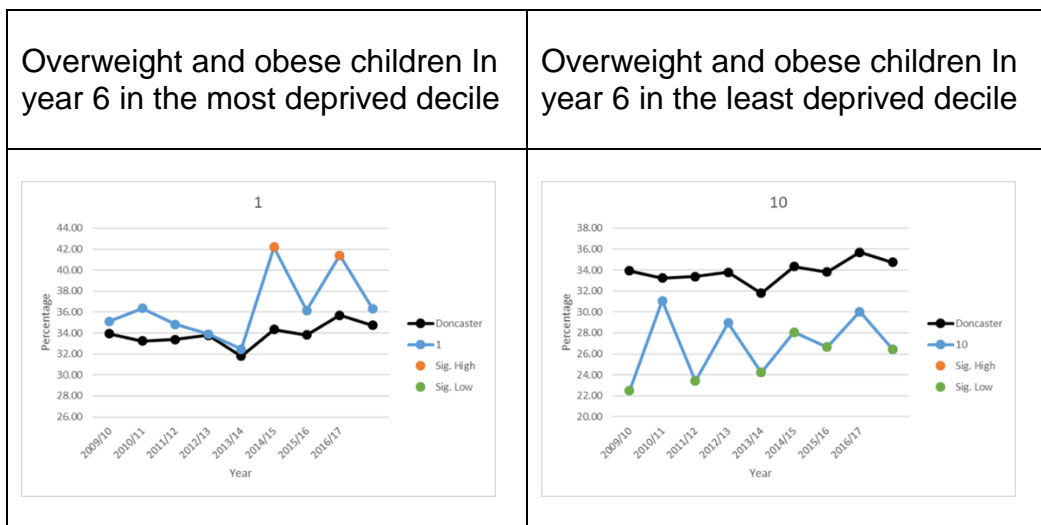 Overweight and obese children In
year 6 in the most deprived decile
Overweight and obese children In
year 6 in the least deprived decile
1
44.00
42.00
40.00
38.00
36.00
34.00
32.00
30.00
28.00
26.00
Percentage
2009/10
2010/11
2011/12
2012/13
2013/14
2014/15
2015/16
2016/17
Year
Doncaster
1
Sig. High
Sig. Low
10
38.00
36.00
34.00
32.00
30.00
28.00
26.00
24.00
22.00
20.00
Percentage
2009/10
2010/11
2011/12
2012/13
2013/14
2014/15
2015/16
2016/17
Year
Doncaster
10
Sig. High
Sig. Low